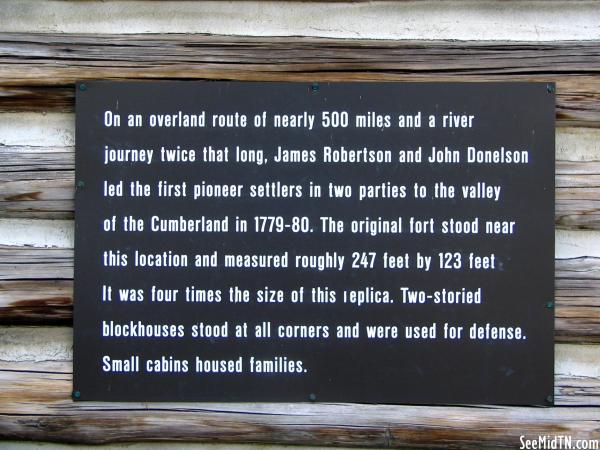 On an overland route of nearly 500 miles and a river
journey twice that long, James Robertson and John Donelson
led the first pioneer settlers in two parties to the valley
of the Cumberland in 1779-80. The original fort stood near
this location and measured roughly 247 feet by 123 feet
It was four times the size of this replica. Two-storied
blockhouses stood at all corners and were used for defense.
Small cabins housed families.
SeeMidTN.com